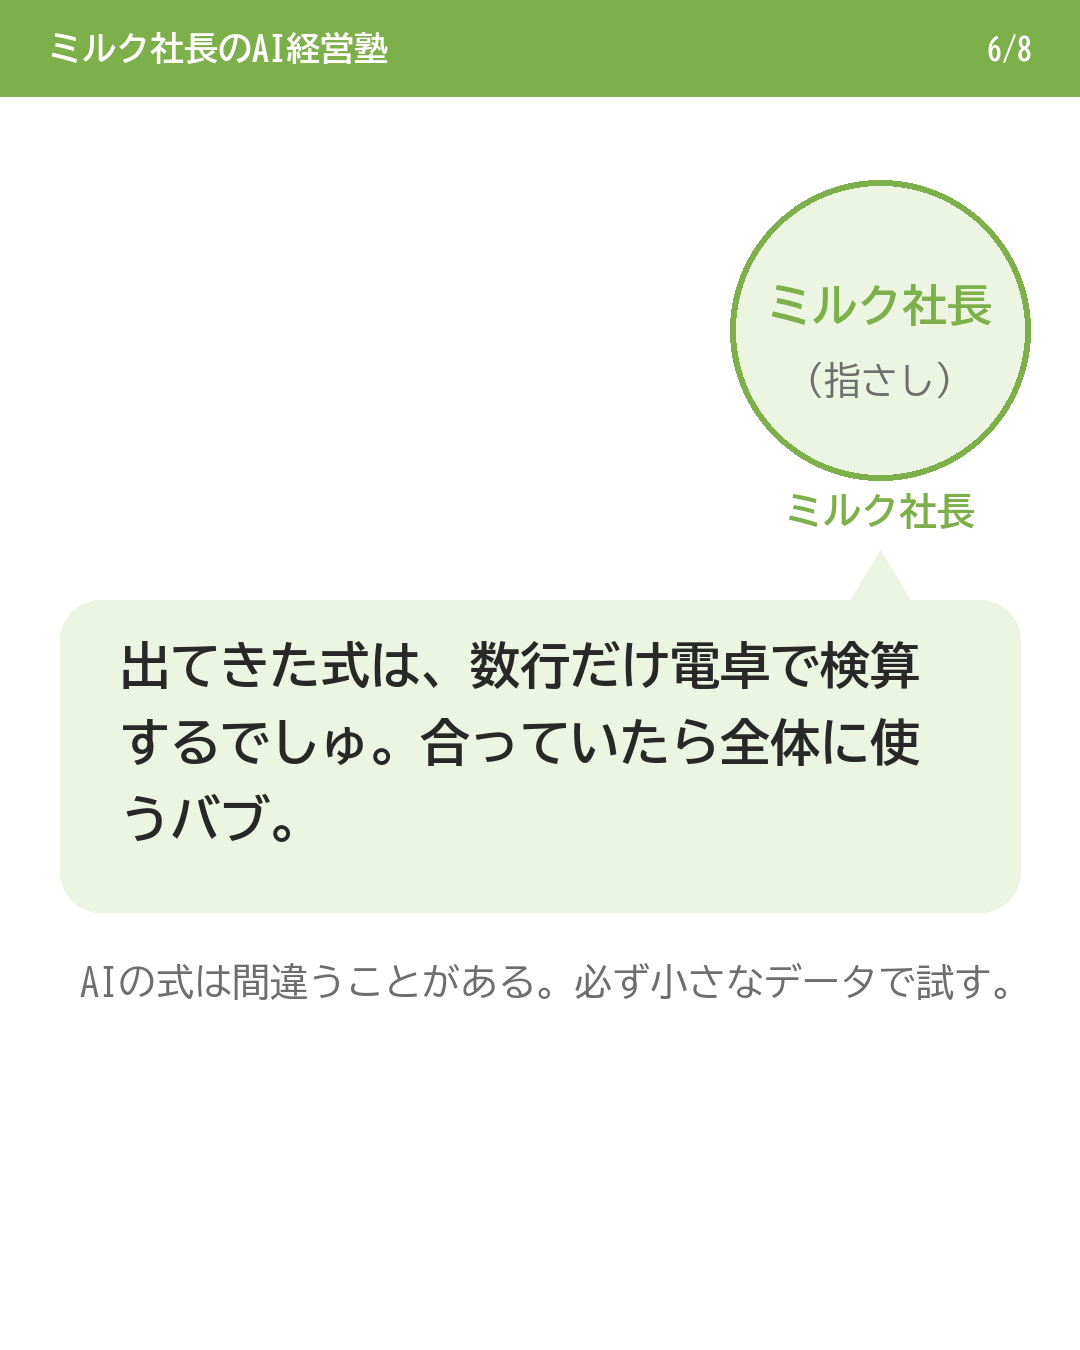 ミルク社長のAI経営塾
6/8
ミルク社長
（指さし）
ミルク社長
出てきた式は、数行だけ電卓で検算
するでしゅ。合っていたら全体に使
うバブ。
AIの式は間違うことがある。必ず小さなデータで試す。